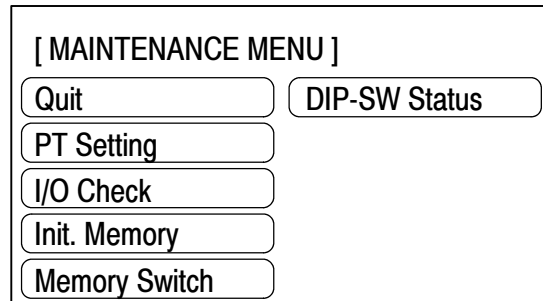 [ MAINTENANCE MENU ]
Quit
DIP-SW Status
PT Setting
I/O Check
Init. Memory
Memory Switch